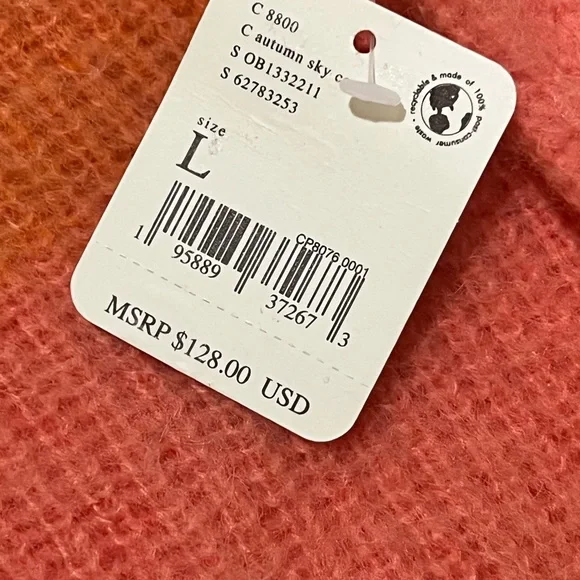 C 8800
C autumn sky
S OB1332211
S 62783253
recyclable & made of 100% post-consumer waste •
size
L
CP8076 0001
1 95889 37267 3
MSRP $128.00 USD